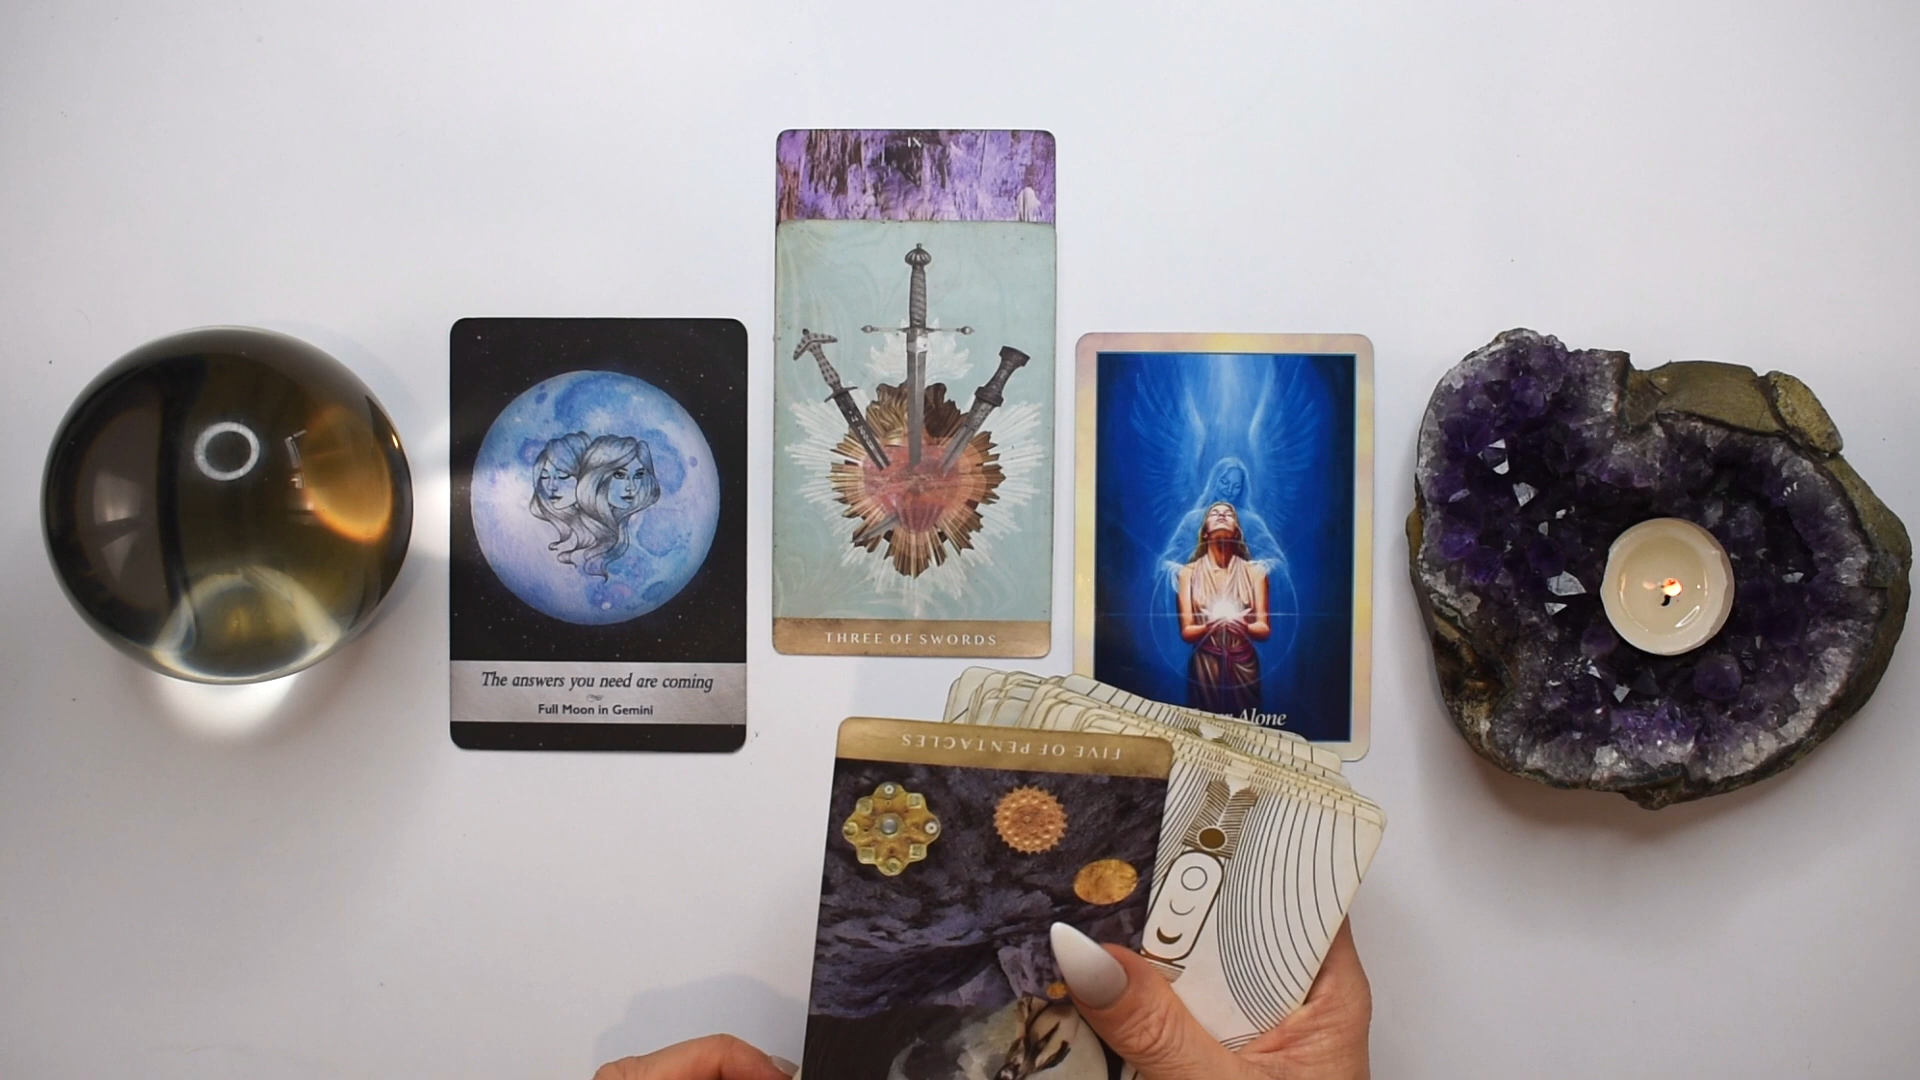 IX
THREE OF SWORDS
The answers you need are coming
Full Moon in Gemini
Alone
FIVE OF PENTACLES